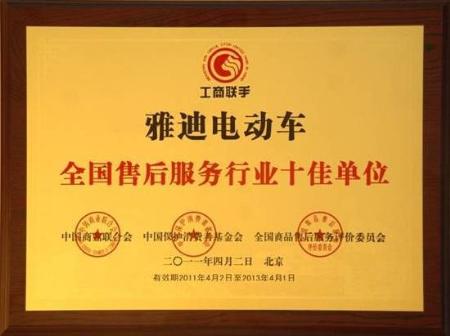 工商联手
雅迪电动车
全国售后服务行业十佳单位
中国商业联合会 中国保护消费者基金会 全国商品售后服务评价委员会
二〇一一年四月二日 北京
有效期2011年4月2日至2013年4月1日